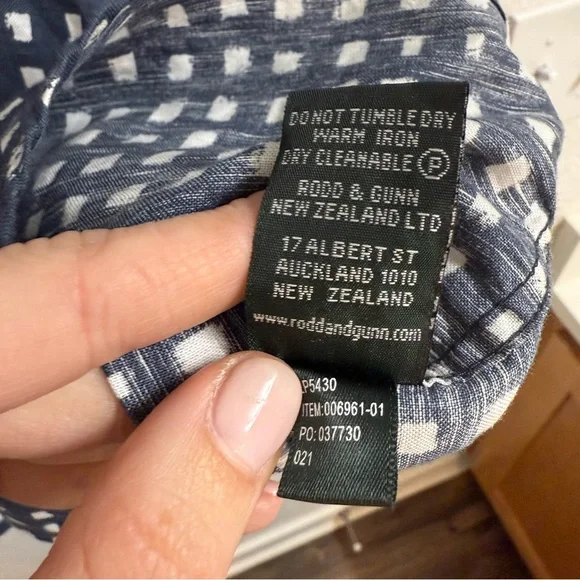 DO NOT TUMBLE DRY
WARM IRON
DRY CLEANABLE P
RODD & GUNN
NEW ZEALAND LTD
17 ALBERT ST
AUCKLAND 1010
NEW ZEALAND
www.roddandgunn.com
P5430
ITEM:006961-01
PO:037730
021